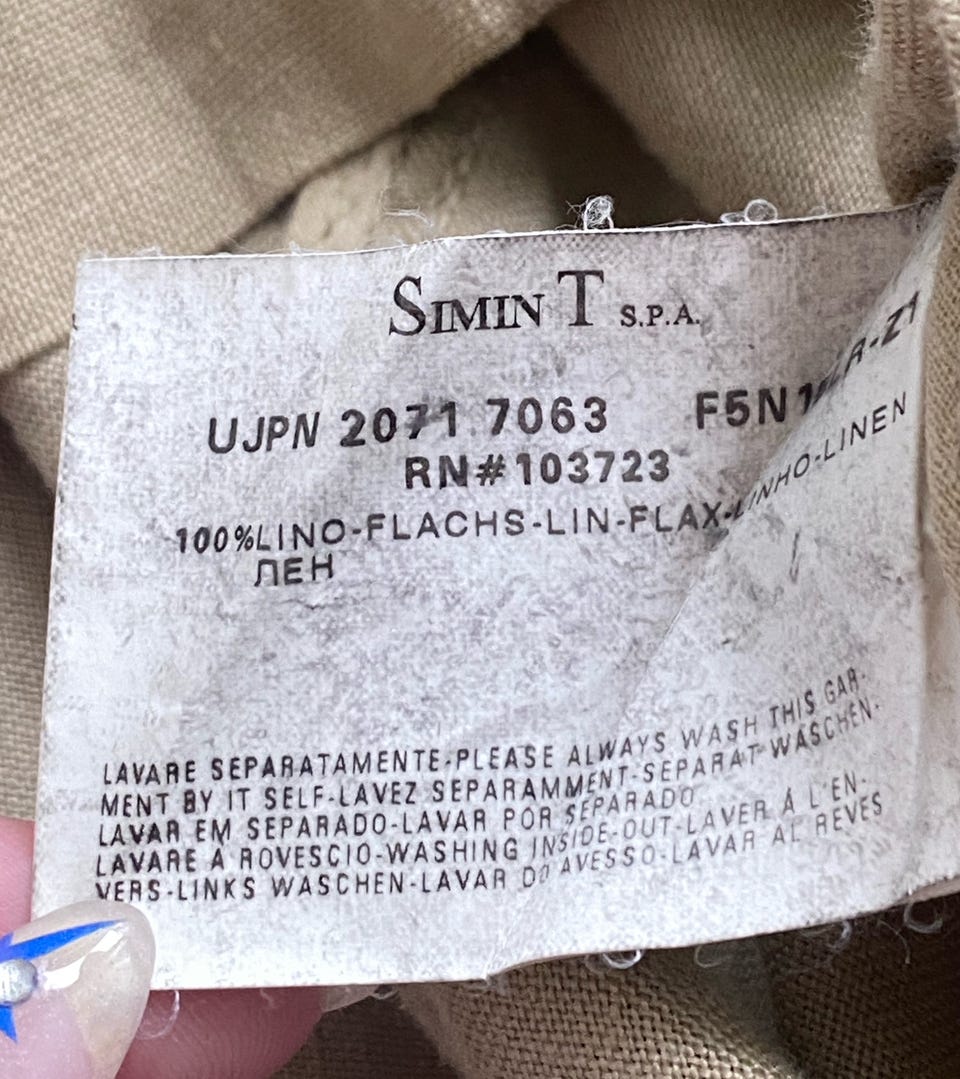 SIMIN T S.P.A.
UJPN 2071 7063 F5N
RN#103723
100%LINO-FLACHS-LIN-FLAX-LINHO-LINEN
ЛЕН
LAVARE SEPARATAMENTE-PLEASE ALWAYS WASH THIS GAR-
MENT BY IT SELF-LAVEZ SEPARAMMENT-SEPARAT WASCHEN-
LAVAR EM SEPARADO-LAVAR POR SEPARADO
LAVARE A ROVESCIO-WASHING INSIDE-OUT-LAVER Á L'EN-
VERS-LINKS WASCHEN-LAVAR DO AVESSO-LAVAR AL REVES